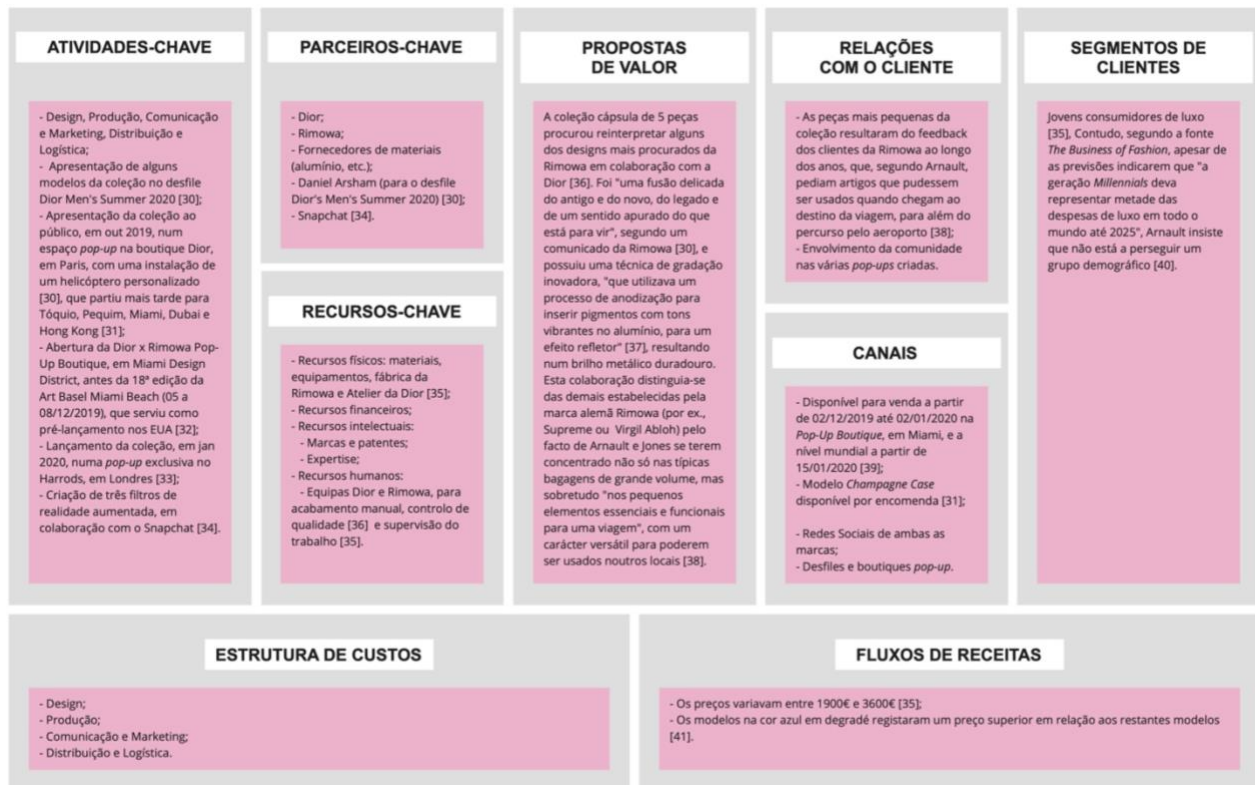 ATIVIDADES-CHAVE
- Design, Produção, Comunicação
e Marketing, Distribuição e
Logística;
- Apresentação de alguns
modelos da coleção no desfile
Dior Men's Summer 2020 [30];
- Apresentação da coleção ao
público, em out 2019, num
espaço pop-up na boutique Dior,
em Paris, com uma instalação de
um helicóptero personalizado
[30], que partiu mais tarde para
Tóquio, Pequim, Miami, Dubai e
Hong Kong [31];
- Abertura da Dior x Rimowa Pop-
Up Boutique, em Miami Design
District, antes da 18ª edição da
Art Basel Miami Beach (05 a
08/12/2019), que serviu como
pré-lançamento nos EUA [32];
- Lançamento da coleção, em jan
2020, numa pop-up exclusiva no
Harrods, em Londres [33];
- Criação de três filtros de
realidade aumentada, em
colaboração com o Snapchat [34].
PARCEIROS-CHAVE
- Dior;
- Rimowa;
- Fornecedores de materiais
(alumínio, etc.);
- Daniel Arsham (para o desfile
Dior's Men's Summer 2020) [30];
- Snapchat [34].
RECURSOS-CHAVE
- Recursos físicos: materiais,
equipamentos, fábrica da
Rimowa e Atelier da Dior [35];
- Recursos financeiros;
- Recursos intelectuais:
- Marcas e patentes;
- Expertise;
- Recursos humanos:
- Equipas Dior e Rimowa, para
acabamento manual, controlo de
qualidade [36] e supervisão do
trabalho [35].
PROPOSTAS
DE VALOR
A coleção cápsula de 5 peças
procurou reinterpretar alguns
dos designs mais procurados da
Rimowa em colaboração com a
Dior [36]. Foi "uma fusão delicada
do antigo e do novo, do legado e
de um sentido apurado do que
está para vir", segundo um
comunicado da Rimowa [30], e
possuiu uma técnica de gradação
inovadora, "que utilizava um
processo de anodização para
inserir pigmentos com tons
vibrantes no alumínio, para um
efeito refletor" [37], resultando
num brilho metálico duradouro.
Esta colaboração distinguia-se
das demais estabelecidas pela
marca alemã Rimowa (por ex.,
Supreme ou Virgil Abloh) pelo
facto de Arnault e Jones se terem
concentrado não só nas típicas
bagagens de grande volume, mas
sobretudo "nos pequenos
elementos essenciais e funcionais
para uma viagem", com um
carácter versátil para poderem
ser usados noutros locais [38].
RELAÇÕES
COM O CLIENTE
- As peças mais pequenas da
coleção resultaram do feedback
dos clientes da Rimowa ao longo
dos anos, que, segundo Arnault,
pediam artigos que pudessem
ser usados quando chegam ao
destino da viagem, para além do
percurso pelo aeroporto [38];
- Envolvimento da comunidade
nas várias pop-ups criadas.
CANAIS
- Disponível para venda a partir
de 02/12/2019 até 02/01/2020 na
Pop-Up Boutique, em Miami, e a
nível mundial a partir de
15/01/2020 [39];
- Modelo Champagne Case
disponível por encomenda [31];
- Redes Sociais de ambas as
marcas;
- Desfiles e boutiques pop-up.
SEGMENTOS DE
CLIENTES
Jovens consumidores de luxo
[35], Contudo, segundo a fonte
The Business of Fashion, apesar de
as previsões indicarem que "a
geração Millennials deva
representar metade das
despesas de luxo em todo o
mundo até 2025", Arnault insiste
que não está a perseguir um
grupo demográfico [40].
ESTRUTURA DE CUSTOS
- Design;
- Produção;
- Comunicação e Marketing;
- Distribuição e Logística.
FLUXOS DE RECEITAS
- Os preços variavam entre 1900€ e 3600€ [35];
- Os modelos na cor azul em degradé registaram um preço superior em relação aos restantes modelos
[41].